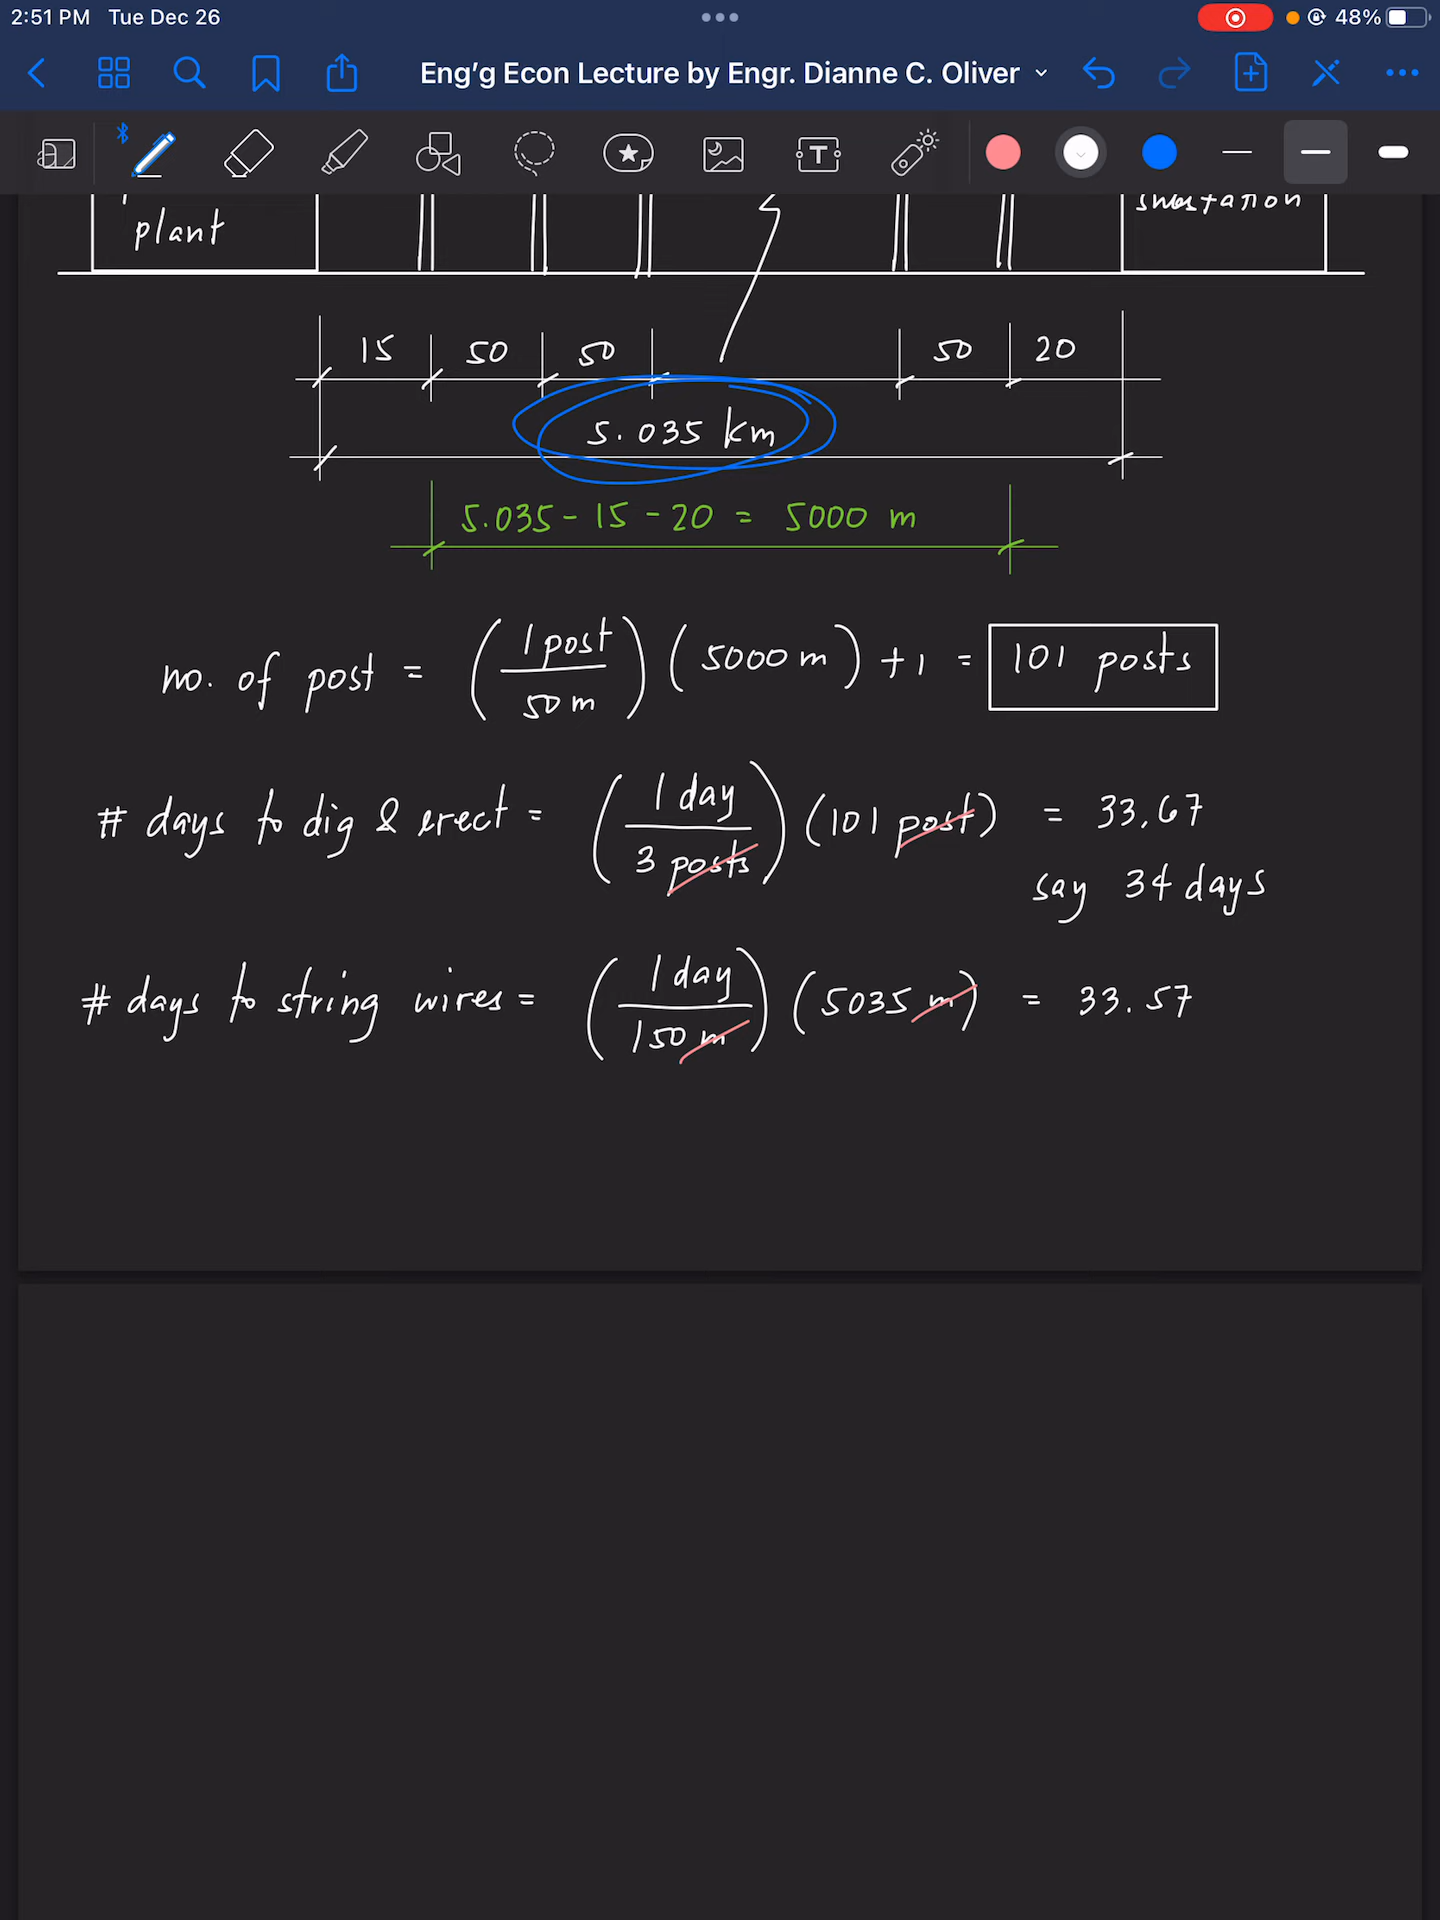 2:51 PM Tue Dec 26 48%
Eng'g Econ Lecture by Engr. Dianne C. Oliver
plant
substation
15 50 50 50 20
5.035 km
5.035 - 15 - 20 = 5000 m
no. of post = (1 post / 50 m) (5000 m) + 1 = 101 posts
# days to dig & erect = (1 day / 3 posts) (101 post) = 33.67
say 34 days
# days to string wires = (1 day / 150 m) (5035 m) = 33.57